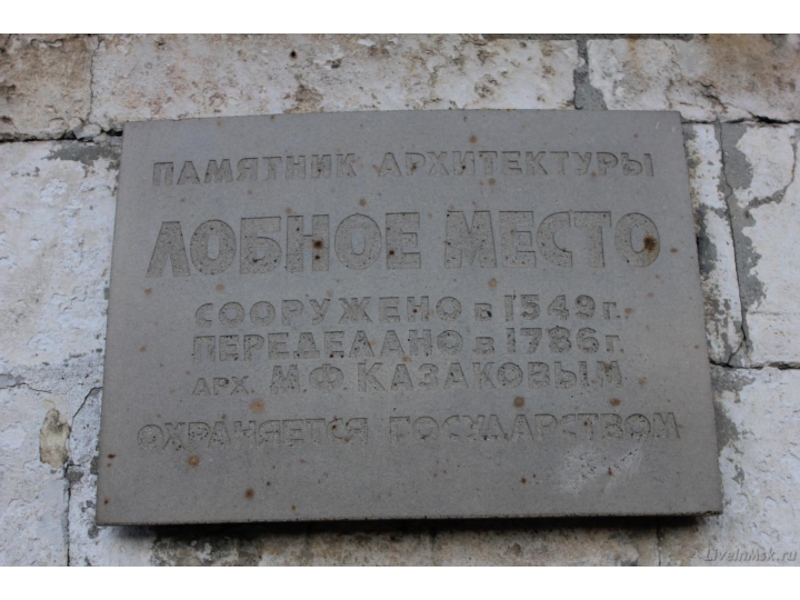 ПАМЯТНИК АРХИТЕКТУРЫ
ЛОБНОЕ МЕСТО
СООРУЖЕНО в 1549 г.
ПЕРЕДЕЛАНО в 1786 г.
АРХ. М.Ф. КАЗАКОВЫМ
ОХРАНЯЕТСЯ ГОСУДАРСТВОМ
LiveInMsk.ru